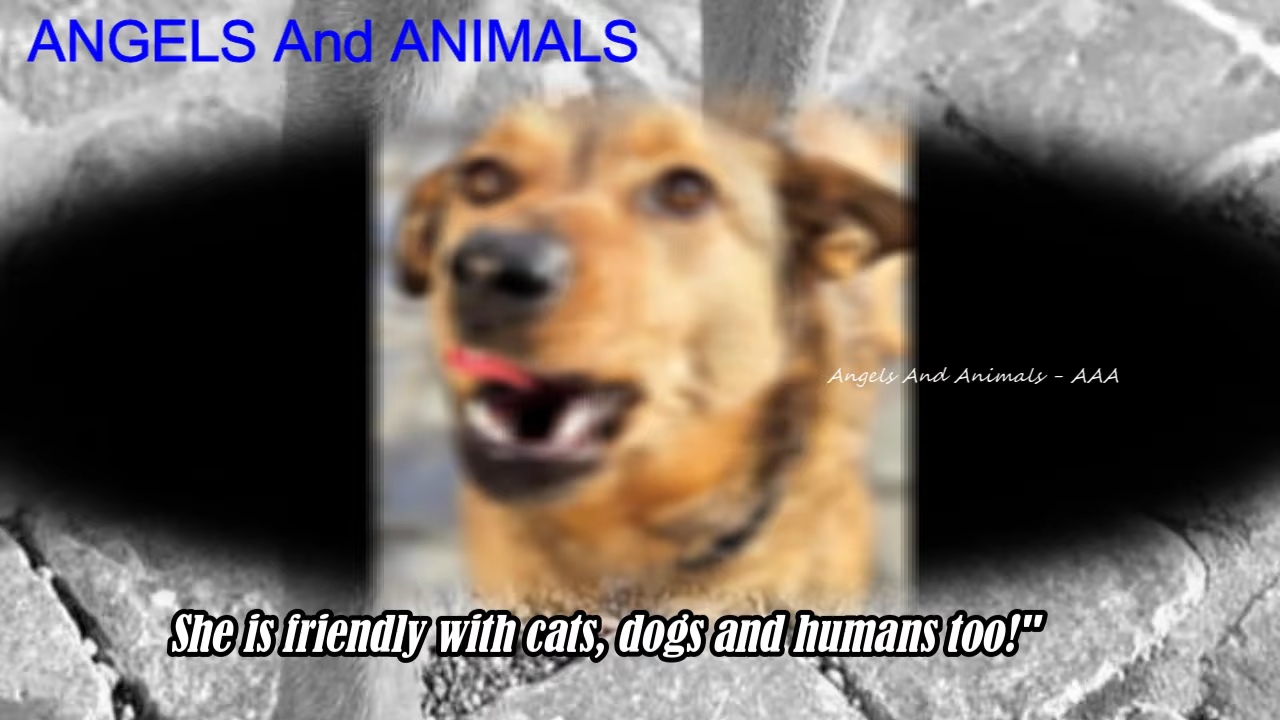 ANGELS And ANIMALS
Angels And Animals - AAA
She is friendly with cats, dogs and humans too!"